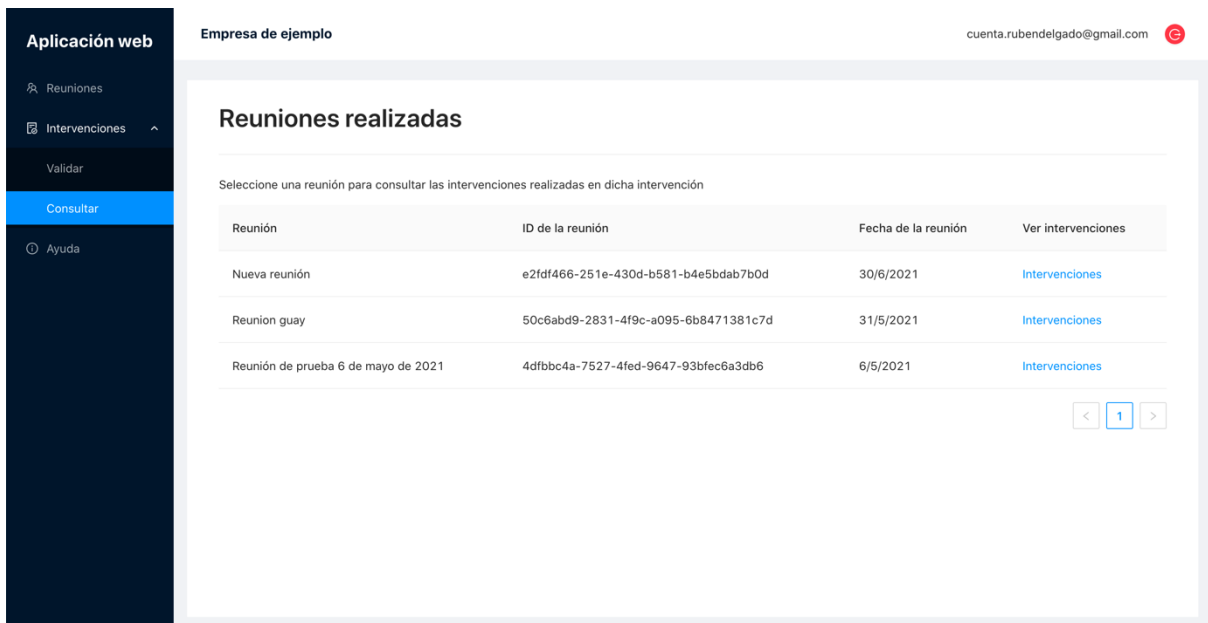 Aplicación web
Empresa de ejemplo
cuenta.rubendelgado@gmail.com
Reuniones
Intervenciones
Validar
Consultar
Ayuda
Reuniones realizadas
Seleccione una reunión para consultar las intervenciones realizadas en dicha intervención
Reunión ID de la reunión Fecha de la reunión Ver intervenciones
Nueva reunión e2fdf466-251e-430d-b581-b4e5bdab7b0d 30/6/2021 Intervenciones
Reunion guay 50c6abd9-2831-4f9c-a095-6b8471381c7d 31/5/2021 Intervenciones
Reunión de prueba 6 de mayo de 2021 4dfbbc4a-7527-4fed-9647-93bfec6a3db6 6/5/2021 Intervenciones
< 1 >